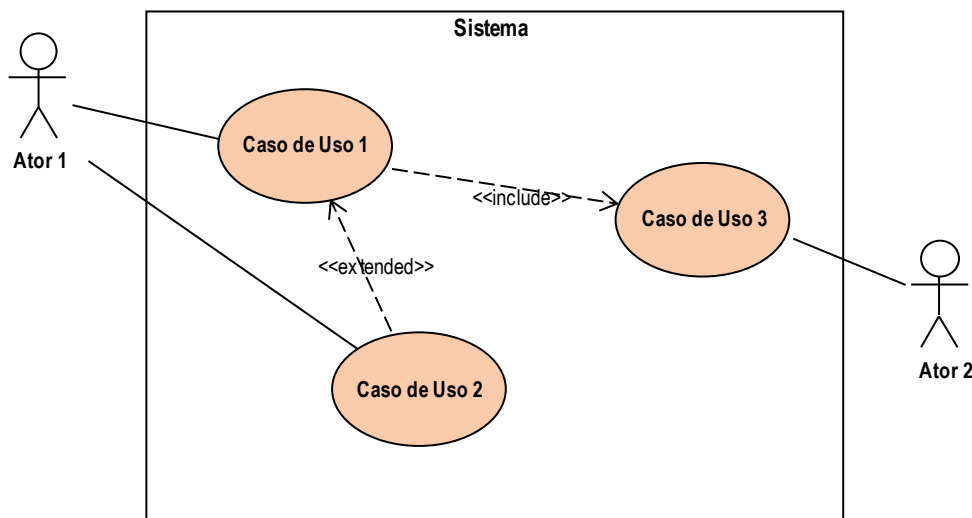 Sistema
Caso de Uso 1
Ator 1
<<include>>
Caso de Uso 3
<<extended>>
Caso de Uso 2
Ator 2